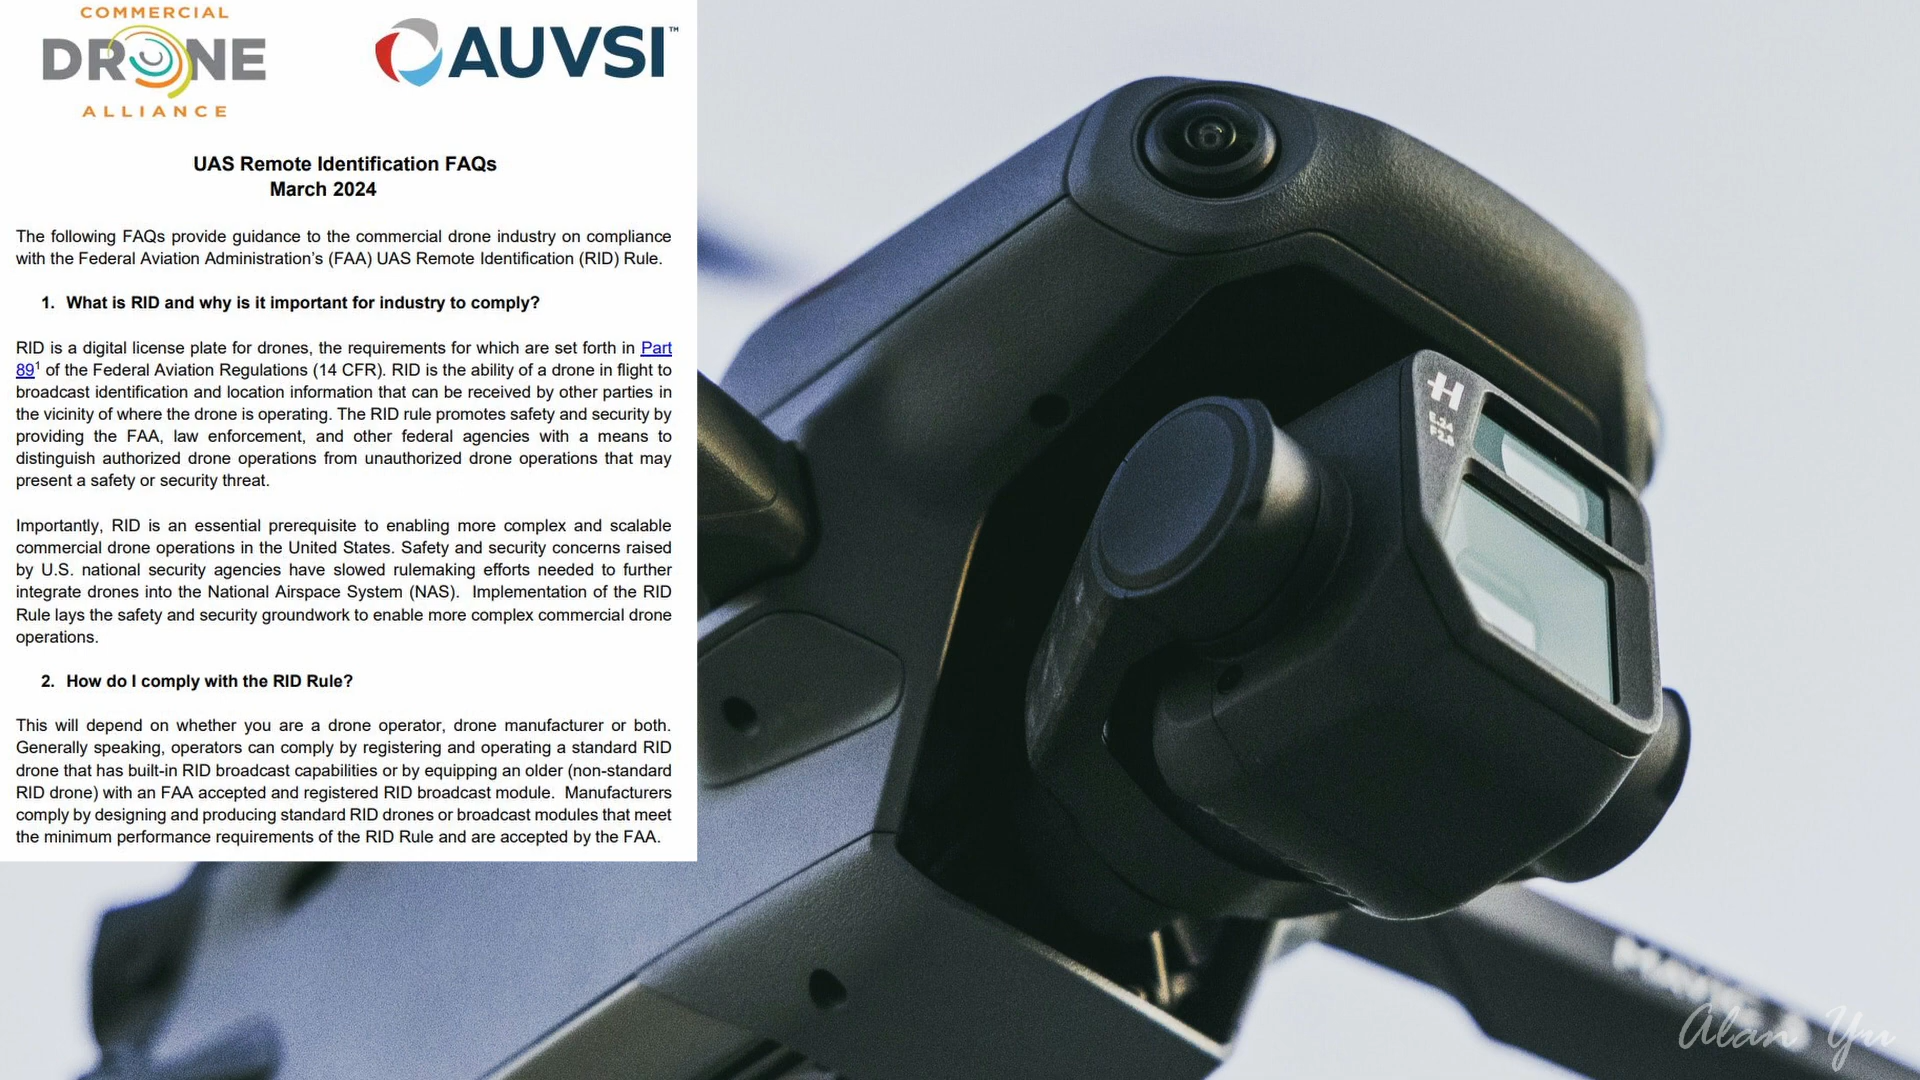 COMMERCIAL
DRONE
ALLIANCE
AUVSI™
UAS Remote Identification FAQs
March 2024
The following FAQs provide guidance to the commercial drone industry on compliance
with the Federal Aviation Administration's (FAA) UAS Remote Identification (RID) Rule.
1. What is RID and why is it important for industry to comply?
RID is a digital license plate for drones, the requirements for which are set forth in Part
89¹ of the Federal Aviation Regulations (14 CFR). RID is the ability of a drone in flight to
broadcast identification and location information that can be received by other parties in
the vicinity of where the drone is operating. The RID rule promotes safety and security by
providing the FAA, law enforcement, and other federal agencies with a means to
distinguish authorized drone operations from unauthorized drone operations that may
present a safety or security threat.
Importantly, RID is an essential prerequisite to enabling more complex and scalable
commercial drone operations in the United States. Safety and security concerns raised
by U.S. national security agencies have slowed rulemaking efforts needed to further
integrate drones into the National Airspace System (NAS). Implementation of the RID
Rule lays the safety and security groundwork to enable more complex commercial drone
operations.
2. How do I comply with the RID Rule?
This will depend on whether you are a drone operator, drone manufacturer or both.
Generally speaking, operators can comply by registering and operating a standard RID
drone that has built-in RID broadcast capabilities or by equipping an older (non-standard
RID drone) with an FAA accepted and registered RID broadcast module. Manufacturers
comply by designing and producing standard RID drones or broadcast modules that meet
the minimum performance requirements of the RID Rule and are accepted by the FAA.
H
Alan Yu